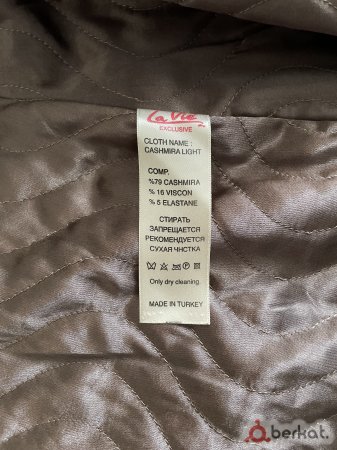 La Vie
EXCLUSIVE
CLOTH NAME :
CASHMIRA LIGHT
COMP.
%79 CASHMIRA
% 16 VISCON
% 5 ELASTANE
СТИРАТЬ
ЗАПРЕЩАЕТСЯ
РЕКОМЕНДУЕТСЯ
СУХАЯ ЧНСТКА
Only dry cleaning.
MADE IN TURKEY
berkat.